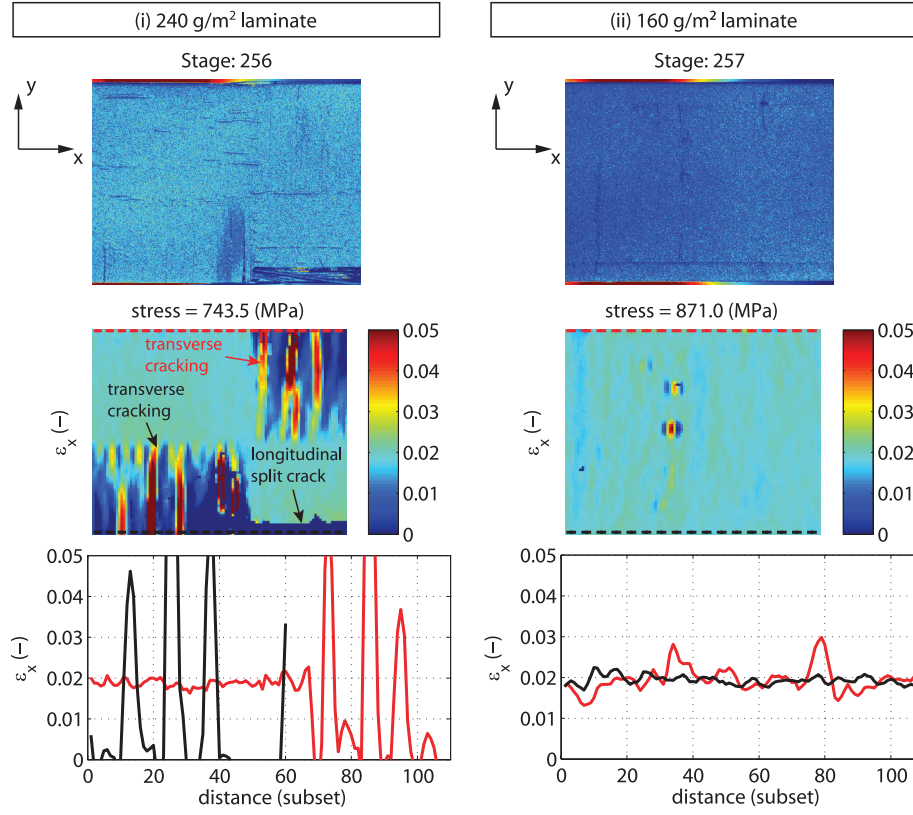 (i) 240 g/m² laminate
(ii) 160 g/m² laminate
Stage: 256
Stage: 257
y
x
y
x
stress = 743.5 (MPa)
stress = 871.0 (MPa)
εx (–)
transverse
cracking
transverse
cracking
longitudinal
split crack
0.05
0.04
0.03
0.02
0.01
0
εx (–)
0.05
0.04
0.03
0.02
0.01
0
εx (–)
0.05
0.04
0.03
0.02
0.01
0
0 20 40 60 80 100
distance (subset)
εx (–)
0.05
0.04
0.03
0.02
0.01
0
0 20 40 60 80 100
distance (subset)